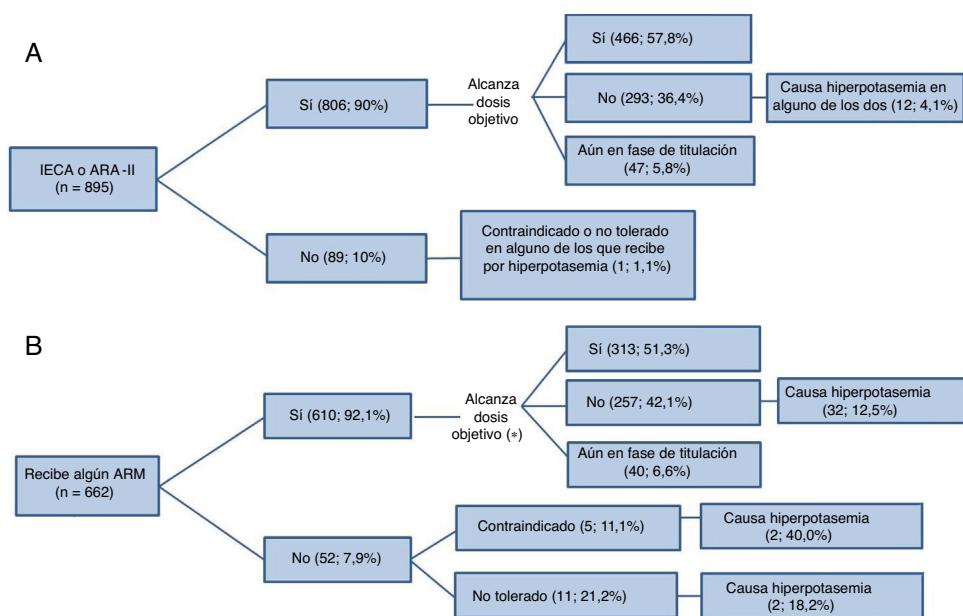 A
IECA o ARA-II
(n = 895)
Sí (806; 90%)
Alcanza
dosis
objetivo
Sí (466; 57,8%)
No (293; 36,4%)
Causa hiperpotasemia en
alguno de los dos (12; 4,1%)
Aún en fase de titulación
(47; 5,8%)
No (89; 10%)
Contraindicado o no tolerado
en alguno de los que recibe
por hiperpotasemia (1; 1,1%)
B
Recibe algún ARM
(n = 662)
Sí (610; 92,1%)
Alcanza
dosis
objetivo (*)
Sí (313; 51,3%)
No (257; 42,1%)
Causa hiperpotasemia
(32; 12,5%)
Aún en fase de titulación
(40; 6,6%)
No (52; 7,9%)
Contraindicado (5; 11,1%)
Causa hiperpotasemia
(2; 40,0%)
No tolerado (11; 21,2%)
Causa hiperpotasemia
(2; 18,2%)